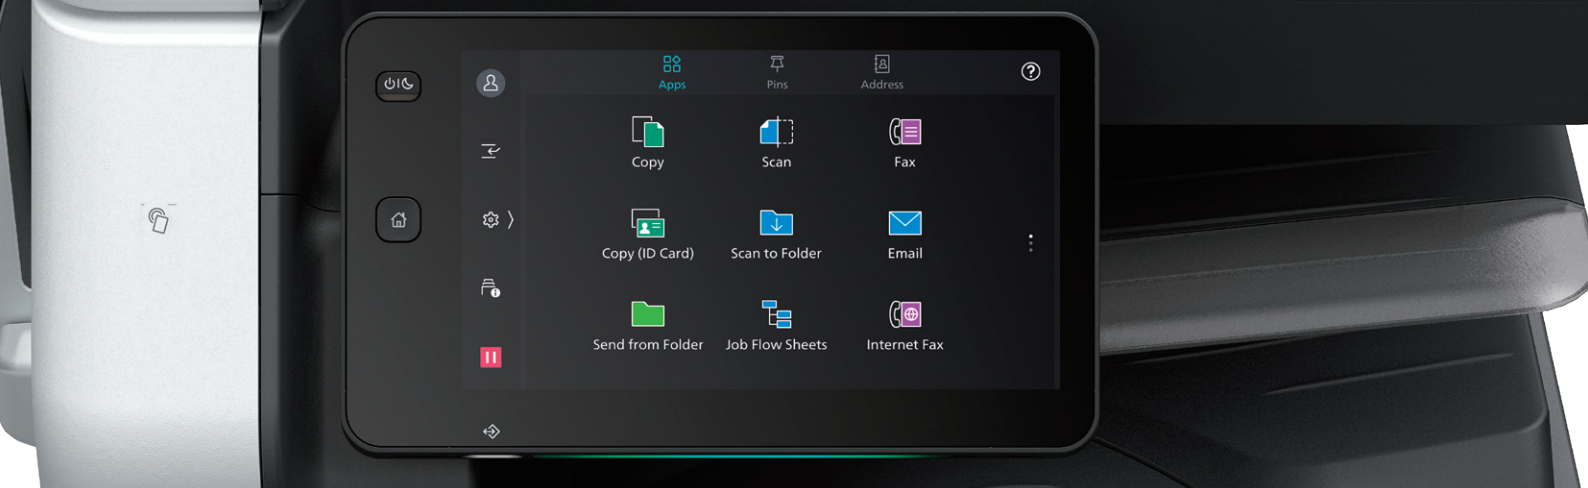 Apps
Pins
Address
Copy
Scan
Fax
Copy (ID Card)
Scan to Folder
Email
Send from Folder
Job Flow Sheets
Internet Fax